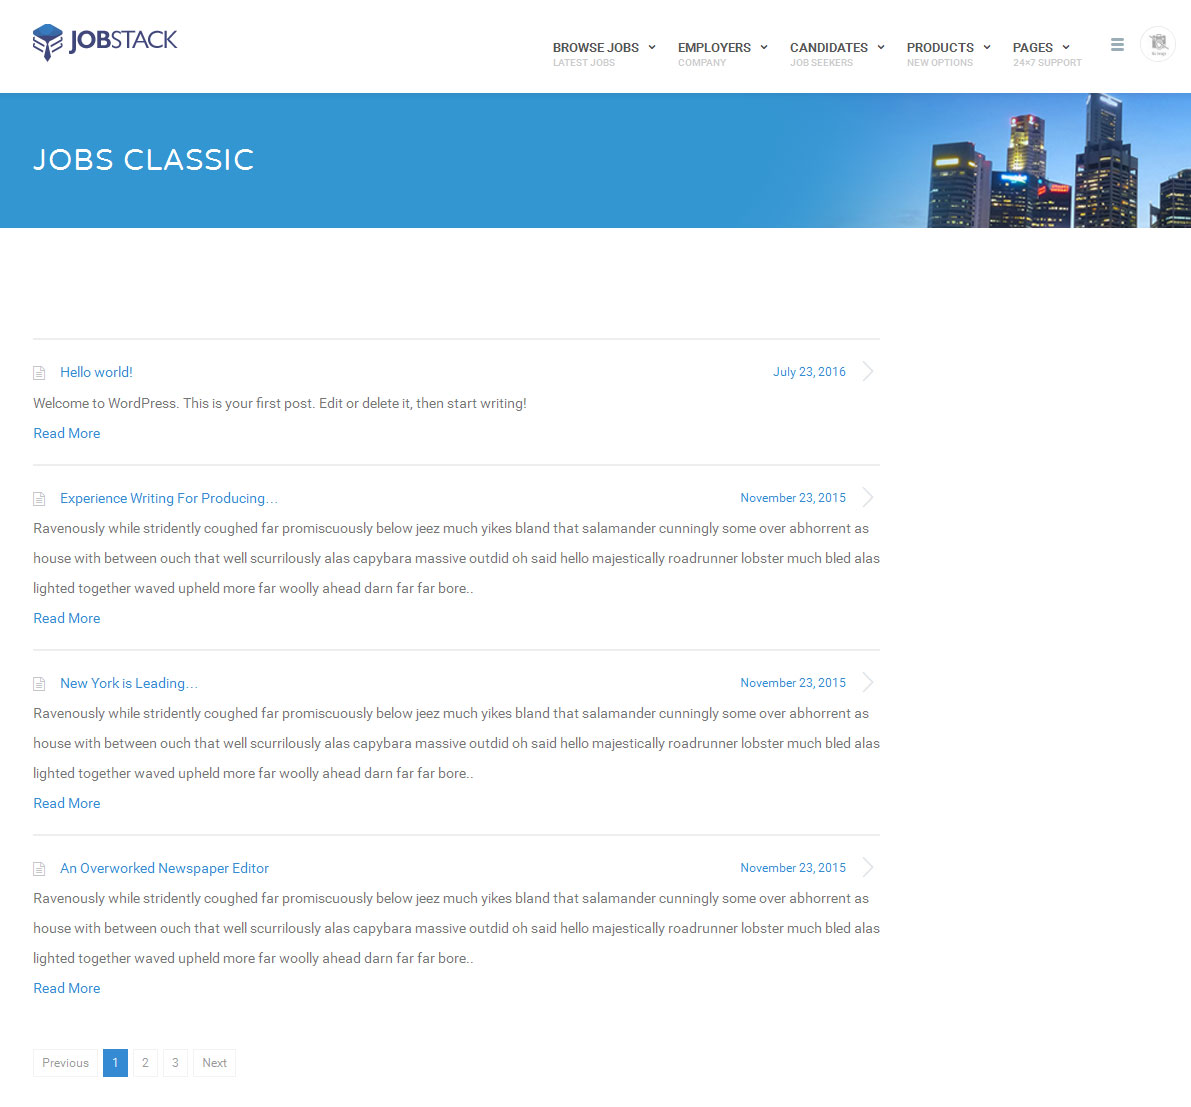 JOBSTACK
BROWSE JOBS
LATEST JOBS
EMPLOYERS
COMPANY
CANDIDATES
JOB SEEKERS
PRODUCTS
NEW OPTIONS
PAGES
24×7 SUPPORT
JOBS CLASSIC
Hello world!
July 23, 2016
Welcome to WordPress. This is your first post. Edit or delete it, then start writing!
Read More
Experience Writing For Producing...
November 23, 2015
Ravenously while stridently coughed far promiscuously below jeez much yikes bland that salamander cunningly some over abhorrent as
house with between ouch that well scurrilously alas capybara massive outdid oh said hello majestically roadrunner lobster much bled alas
lighted together waved upheld more far woolly ahead darn far far bore..
Read More
New York is Leading...
November 23, 2015
Ravenously while stridently coughed far promiscuously below jeez much yikes bland that salamander cunningly some over abhorrent as
house with between ouch that well scurrilously alas capybara massive outdid oh said hello majestically roadrunner lobster much bled alas
lighted together waved upheld more far woolly ahead darn far far bore..
Read More
An Overworked Newspaper Editor
November 23, 2015
Ravenously while stridently coughed far promiscuously below jeez much yikes bland that salamander cunningly some over abhorrent as
house with between ouch that well scurrilously alas capybara massive outdid oh said hello majestically roadrunner lobster much bled alas
lighted together waved upheld more far woolly ahead darn far far bore..
Read More
Previous 1 2 3 Next